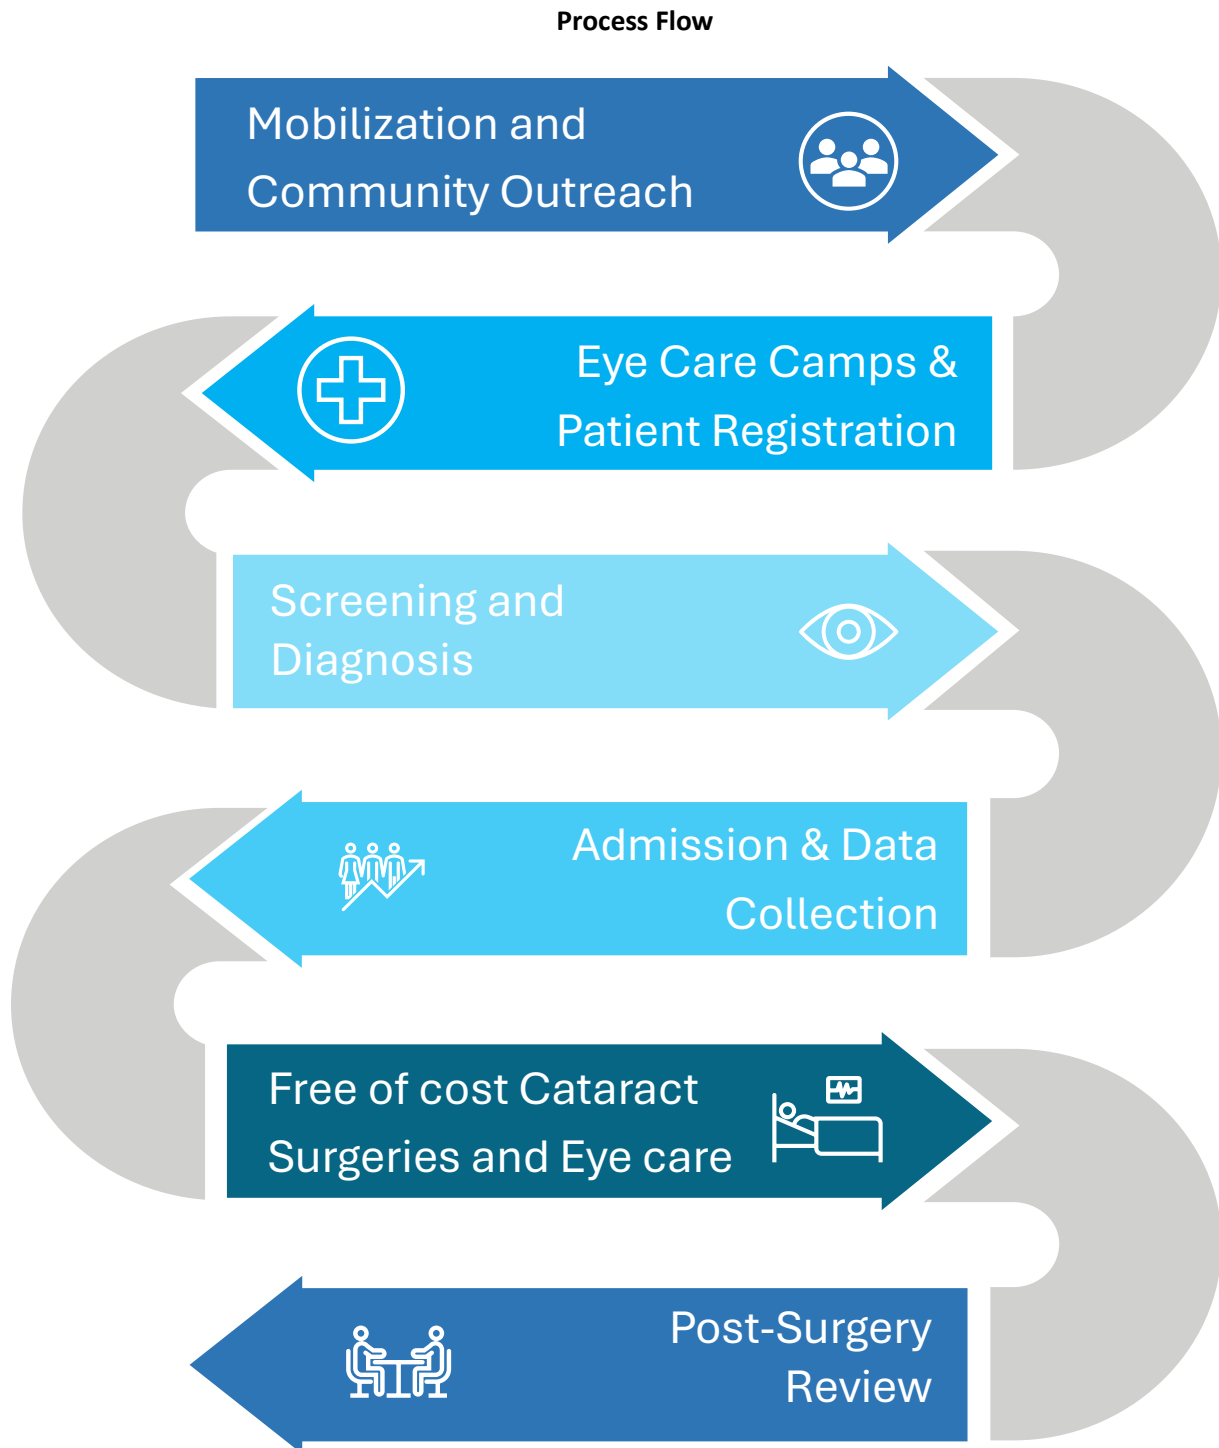 Process Flow
Mobilization and
Community Outreach
Eye Care Camps &
Patient Registration
Screening and
Diagnosis
Admission & Data
Collection
Free of cost Cataract
Surgeries and Eye care
Post-Surgery
Review